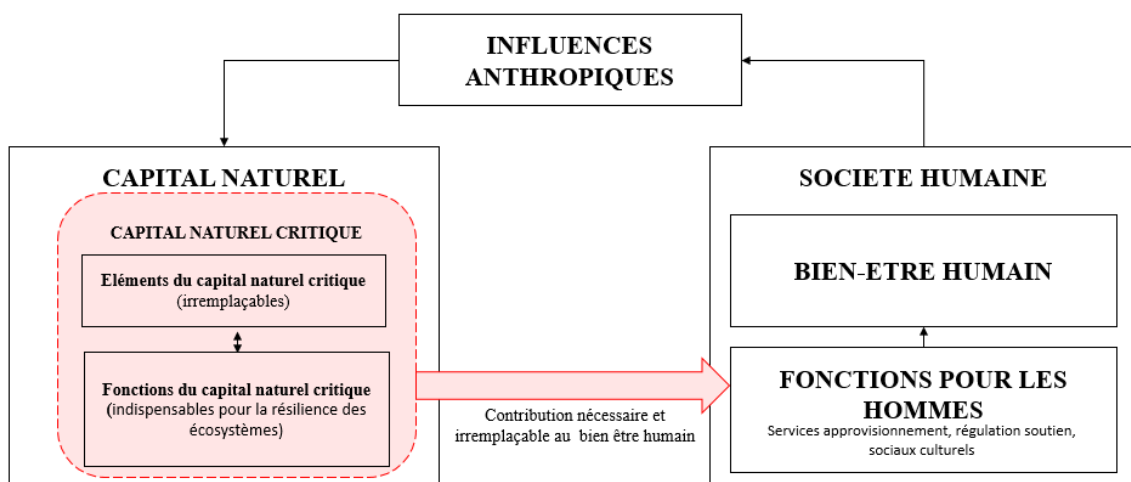 INFLUENCES
ANTHROPIQUES
CAPITAL NATUREL
CAPITAL NATUREL CRITIQUE
Eléments du capital naturel critique
(irremplaçables)
Fonctions du capital naturel critique
(indispensables pour la résilience des
écosystèmes)
Contribution nécessaire et
irremplaçable au bien être humain
SOCIETE HUMAINE
BIEN-ETRE HUMAIN
FONCTIONS POUR LES
HOMMES
Services approvisionnement, régulation soutien,
sociaux culturels